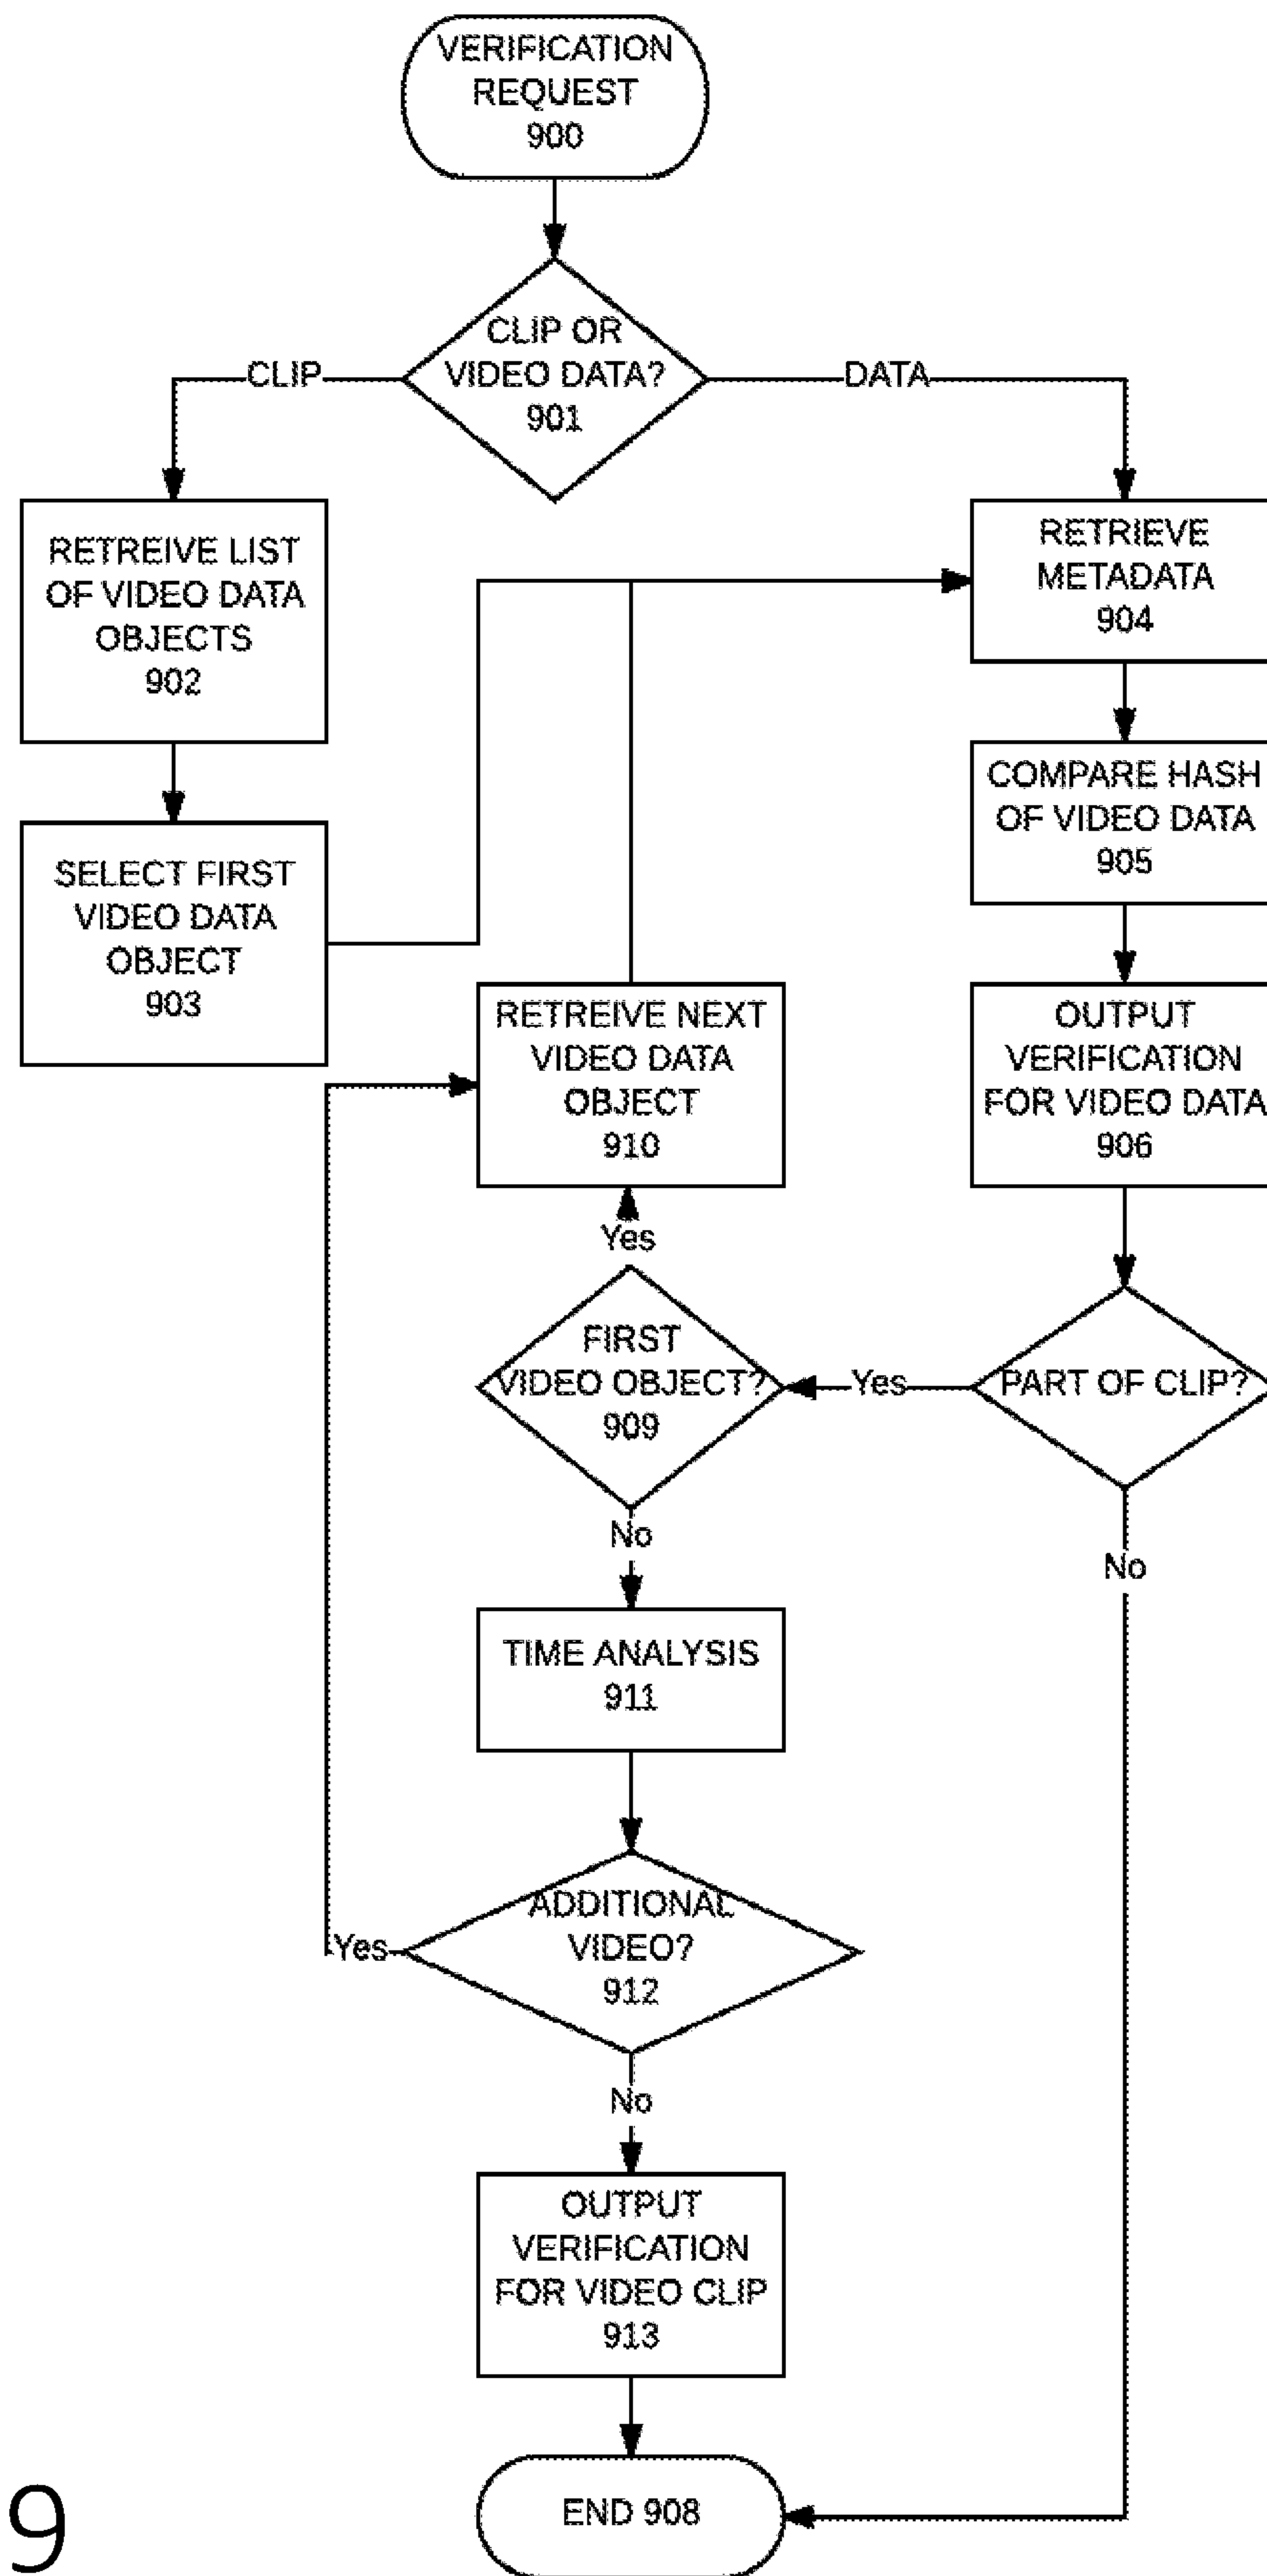 VERIFICATION
REQUEST
900
CLIP OR
VIDEO DATA?
901
CLIP
DATA
RETREIVE LIST
OF VIDEO DATA
OBJECTS
902
RETRIEVE
METADATA
904
COMPARE HASH
OF VIDEO DATA
905
SELECT FIRST
VIDEO DATA
OBJECT
903
RETREIVE NEXT
VIDEO DATA
OBJECT
910
OUTPUT
VERIFICATION
FOR VIDEO DATA
906
Yes
FIRST
VIDEO OBJECT?
909
Yes
PART OF CLIP?
No
No
TIME ANALYSIS
911
ADDITIONAL
VIDEO?
912
Yes
No
OUTPUT
VERIFICATION
FOR VIDEO CLIP
913
END 908
9